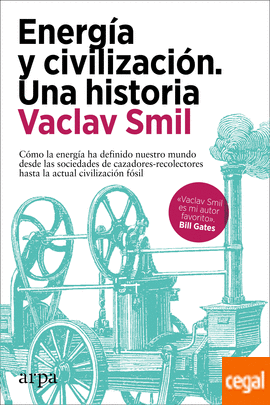 Energía
y civilización.
Una historia
Vaclav Smil
Cómo la energía ha definido nuestro mundo
desde las sociedades de cazadores-recolectores
hasta la actual civilización fósil
«Vaclav Smil
es mi autor
favorito».
Bill Gates
arpa
cegal